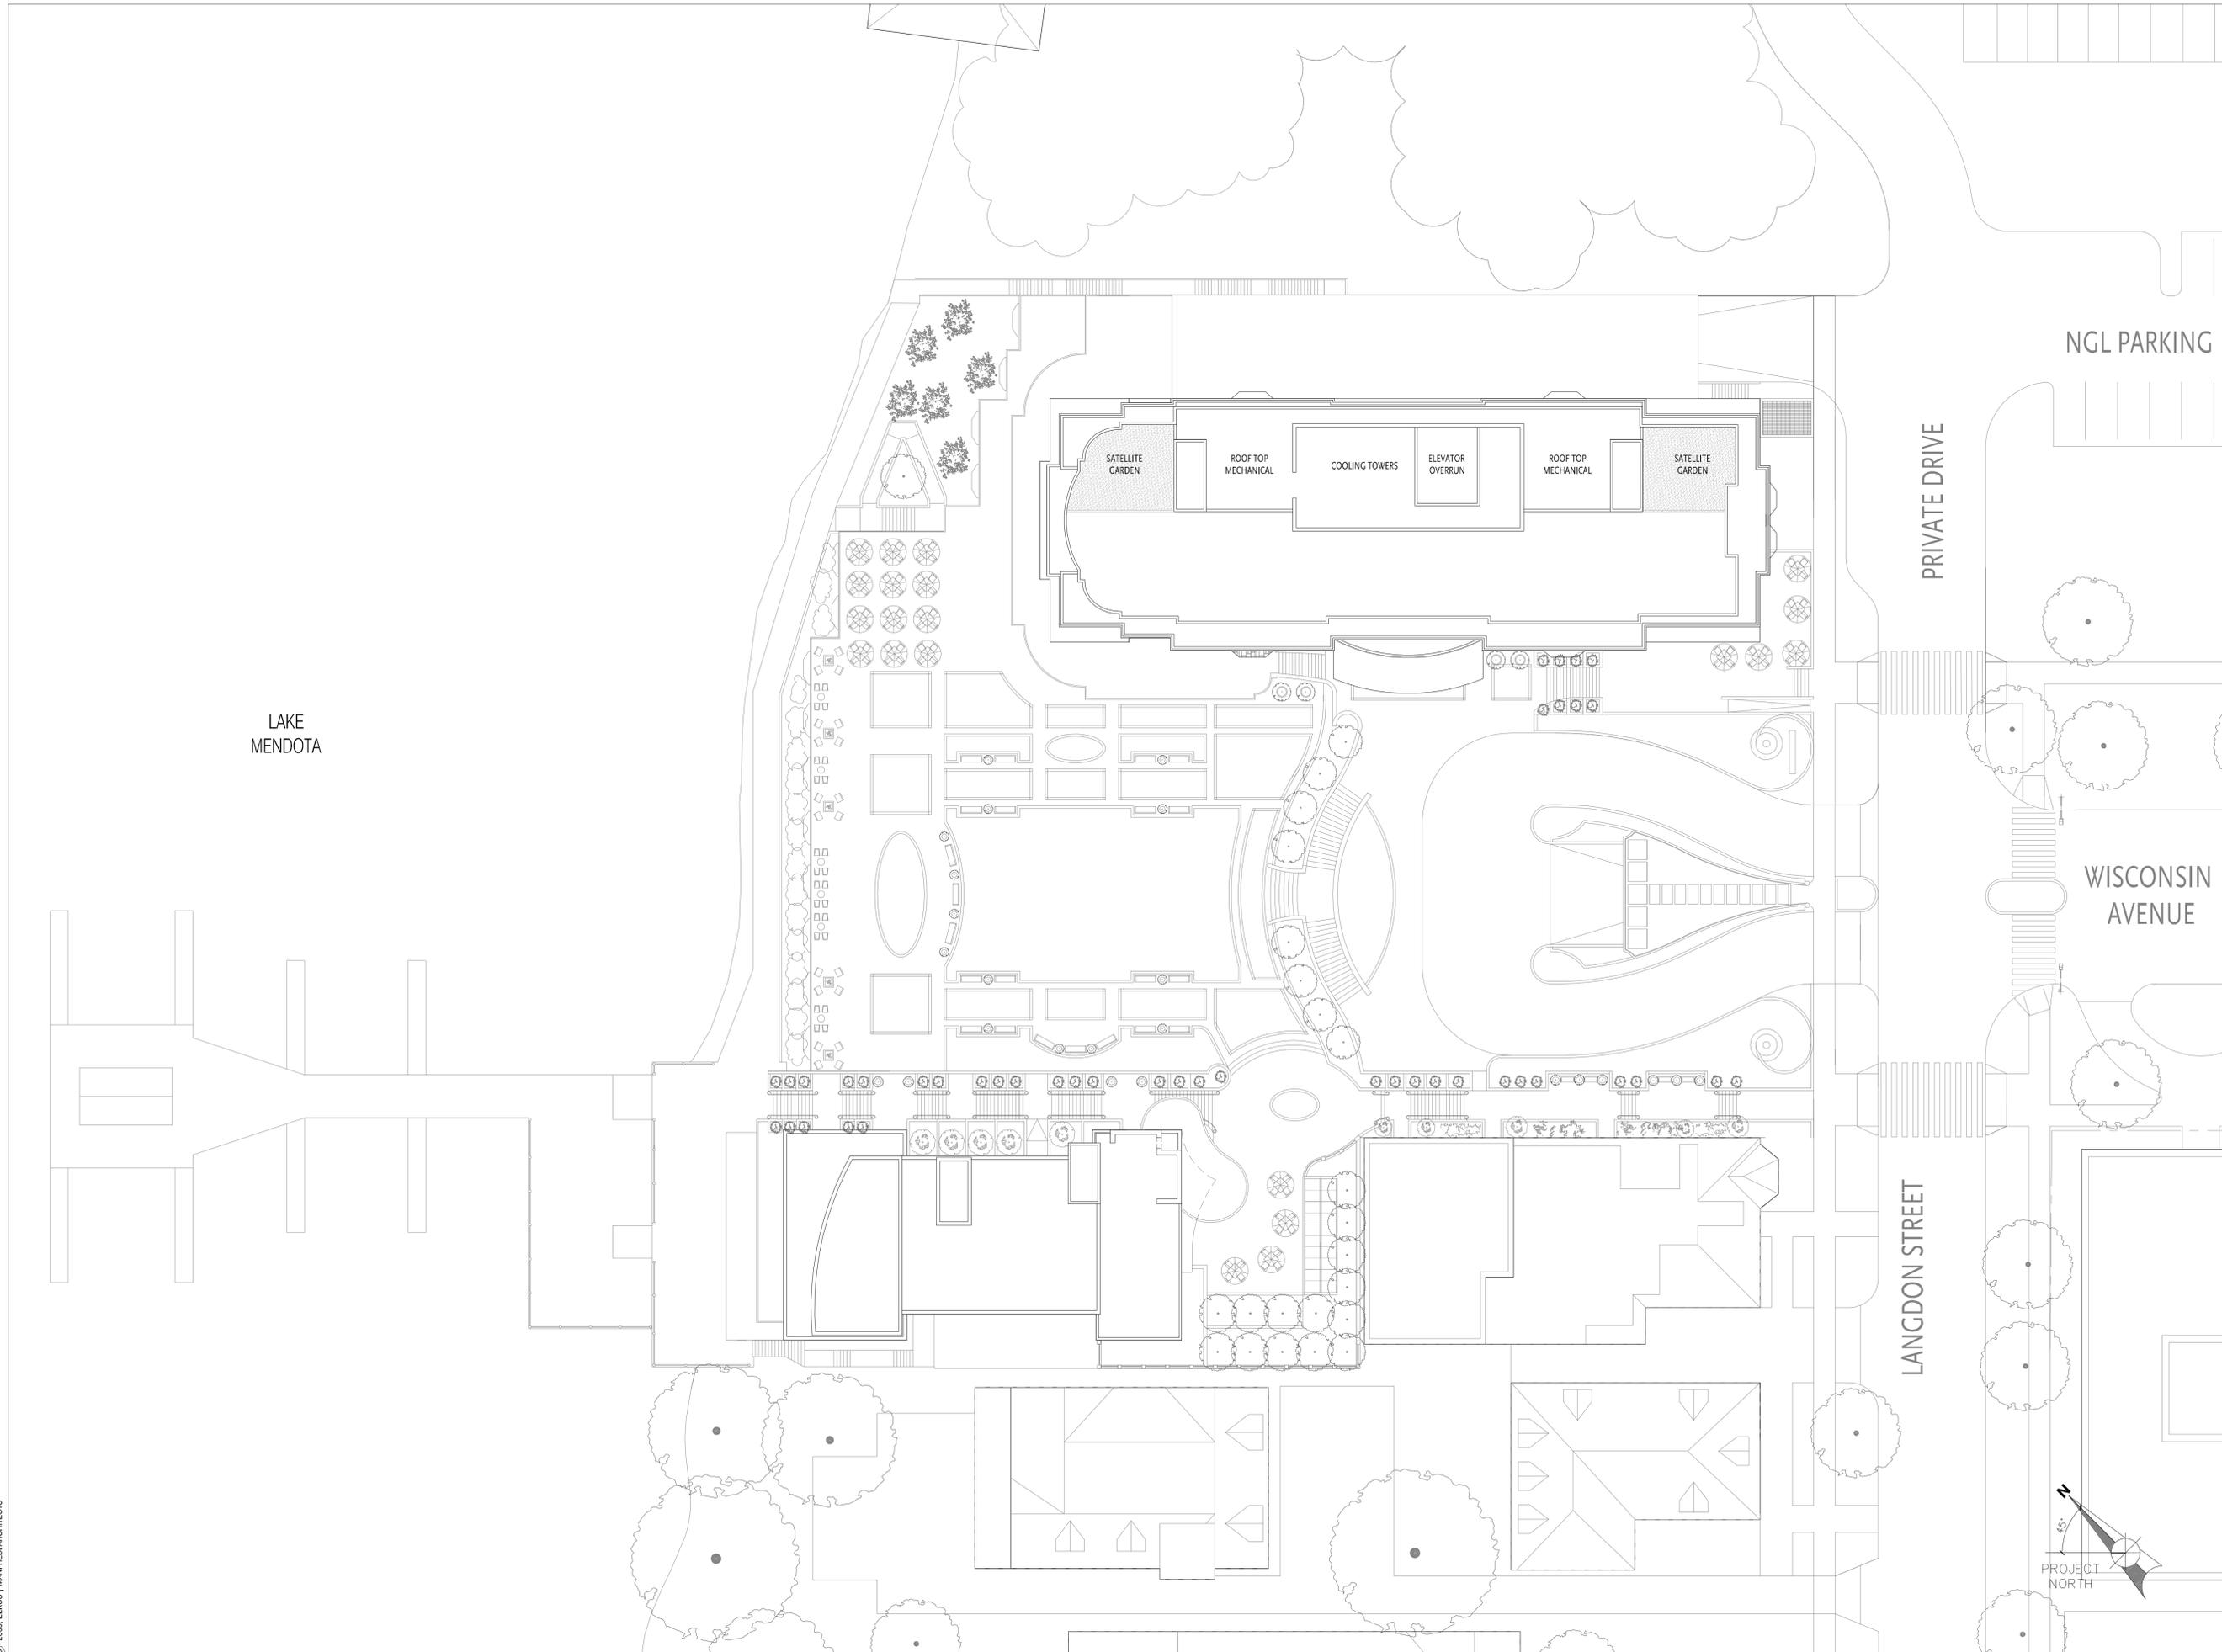 NGL PARKING
PRIVATE DRIVE
SATELLITE
GARDEN
ROOF TOP
MECHANICAL
COOLING TOWERS
ELEVATOR
OVERRUN
ROOF TOP
MECHANICAL
SATELLITE
GARDEN
LAKE
MENDOTA
WISCONSIN
AVENUE
LANGDON STREET
N
45°
PROJECT
NORTH